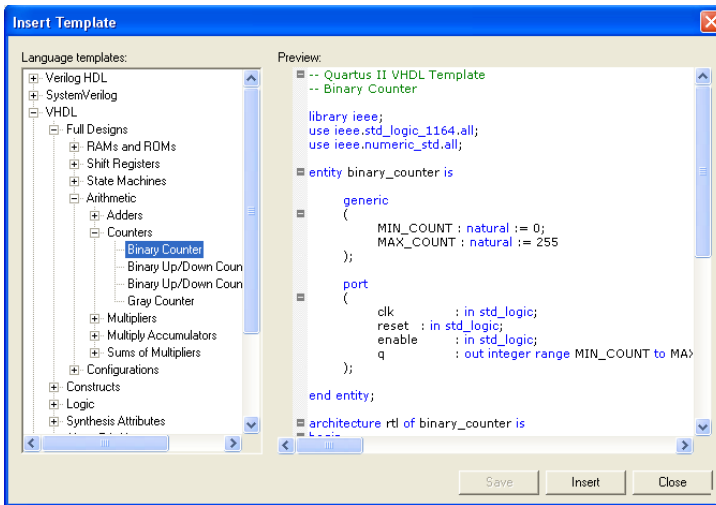 Insert Template
Language templates:
Verilog HDL
SystemVerilog
VHDL
Full Designs
RAMs and ROMs
Shift Registers
State Machines
Arithmetic
Adders
Counters
Binary Counter
Binary Up/Down Coun
Binary Up/Down Coun
Gray Counter
Multipliers
Multiply Accumulators
Sums of Multipliers
Configurations
Constructs
Logic
Synthesis Attributes
Preview:
-- Quartus II VHDL Template
-- Binary Counter
library ieee;
use ieee.std_logic_1164.all;
use ieee.numeric_std.all;
entity binary_counter is
generic
(
MIN_COUNT : natural := 0;
MAX_COUNT : natural := 255
);
port
(
clk : in std_logic;
reset : in std_logic;
enable : in std_logic;
q : out integer range MIN_COUNT to MAX
);
end entity;
architecture rtl of binary_counter is
Save Insert Close